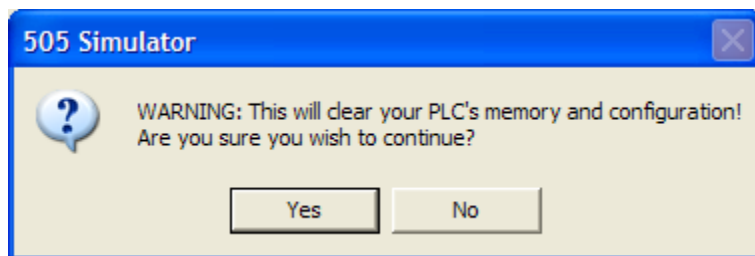 505 Simulator
WARNING: This will clear your PLC's memory and configuration!
Are you sure you wish to continue?
Yes No